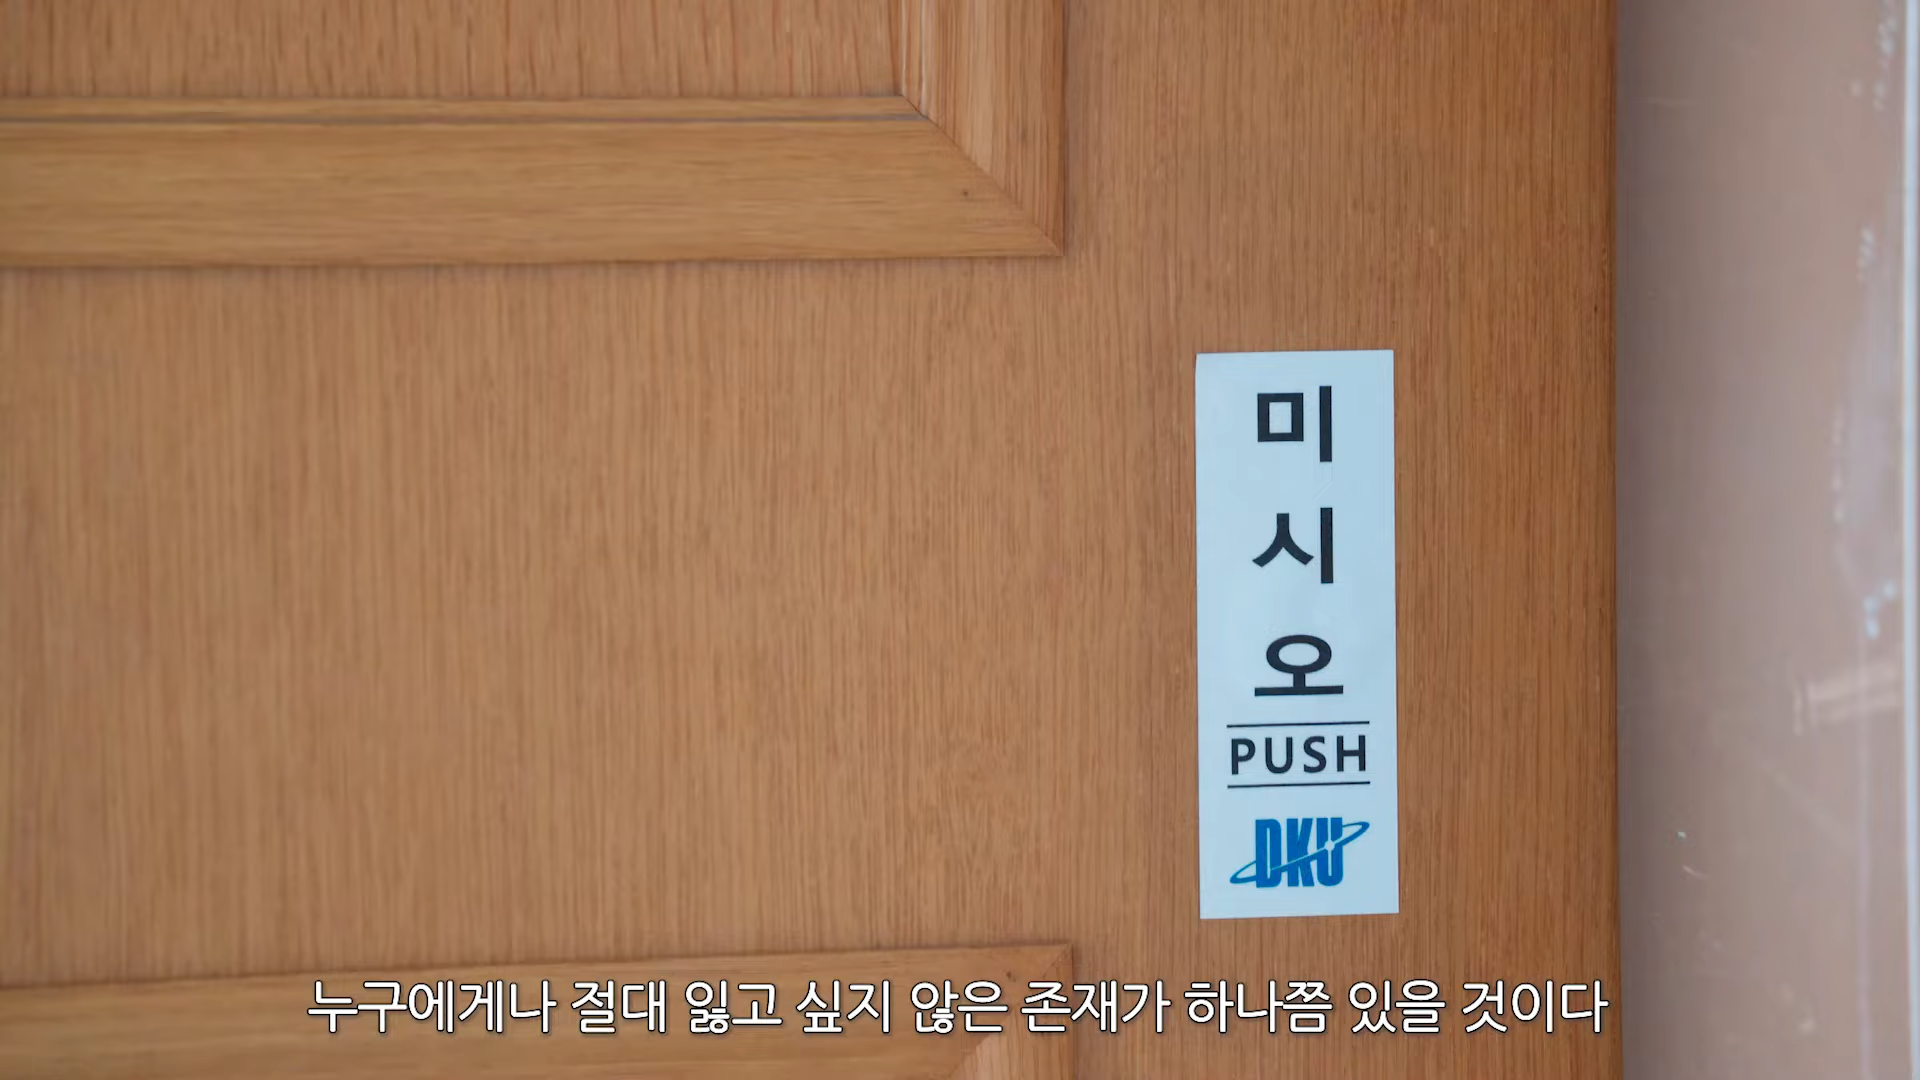 미
시
오
PUSH
DKU
누구에게나 절대 잃고 싶지 않은 존재가 하나쯤 있을 것이다